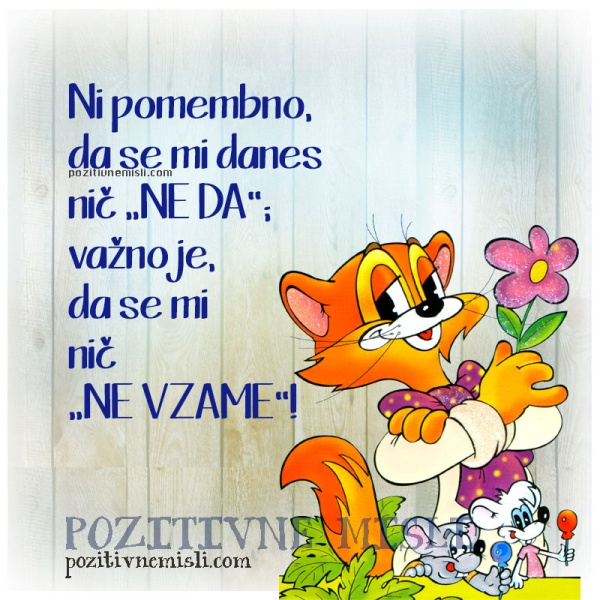 Ni pomembno,
da se mi danes
pozitivnemisli.com
nič „NE DA“;
važno je,
da se mi
nič
„NE VZAME“!
POZITIVNE MISLI
pozitivnemisli.com